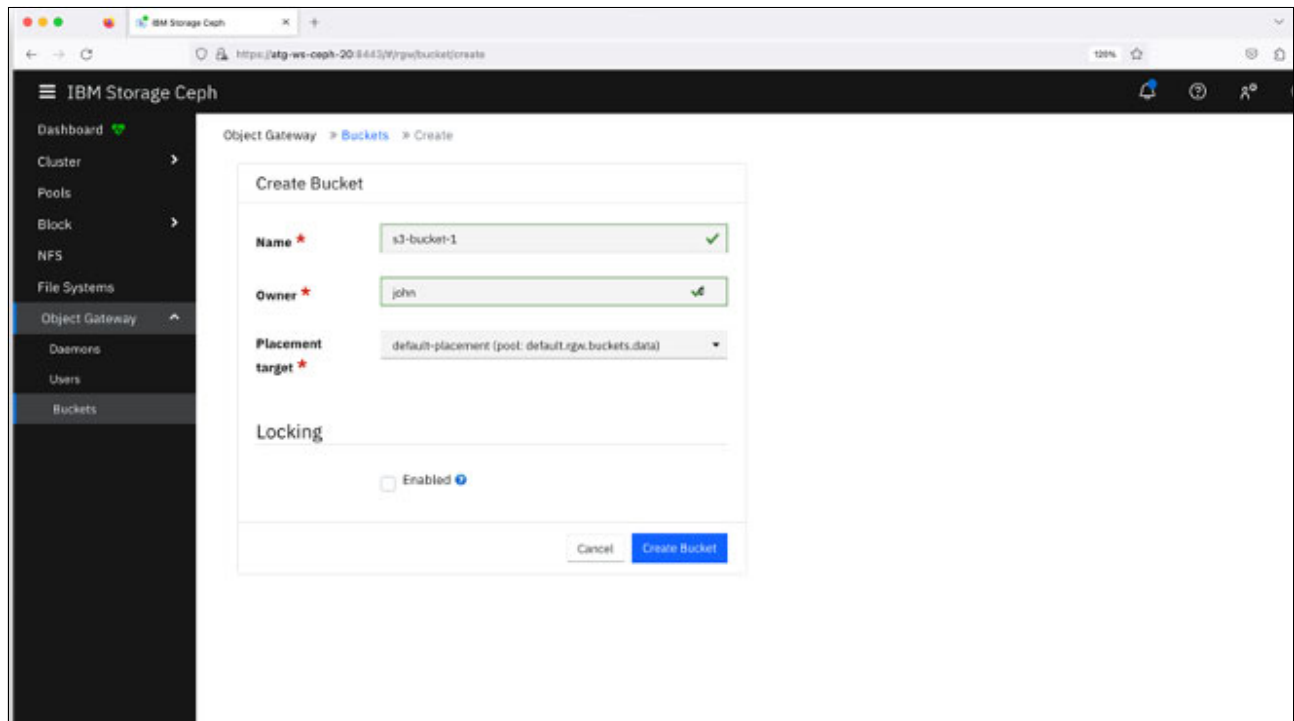 IBM Storage Ceph
https://atg-ws-ceph-20:8443/#/rgw/bucket/create
120%
IBM Storage Ceph
Dashboard
Object Gateway » Buckets » Create
Cluster
Pools
Block
NFS
File Systems
Object Gateway
Daemons
Users
Buckets
Create Bucket
Name *
s3-bucket-1
Owner *
john
Placement
target *
default-placement (pool: default.rgw.buckets.data)
Locking
Enabled
Cancel
Create Bucket